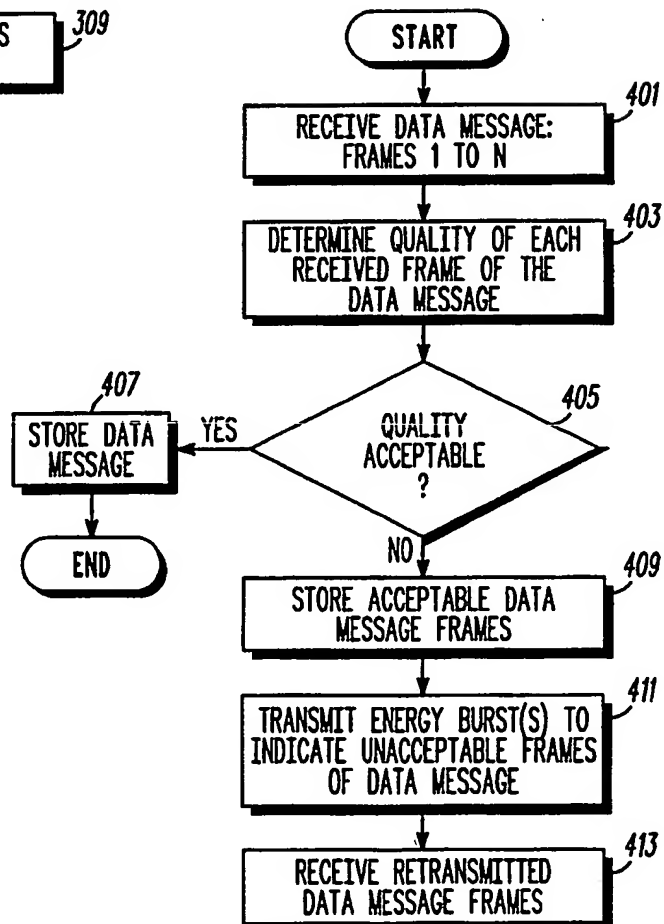 S
309
START
401
RECEIVE DATA MESSAGE:
FRAMES 1 TO N
403
DETERMINE QUALITY OF EACH
RECEIVED FRAME OF THE
DATA MESSAGE
405
QUALITY
ACCEPTABLE
?
YES
407
STORE DATA
MESSAGE
END
NO
409
STORE ACCEPTABLE DATA
MESSAGE FRAMES
411
TRANSMIT ENERGY BURST(S) TO
INDICATE UNACCEPTABLE FRAMES
OF DATA MESSAGE
413
RECEIVE RETRANSMITTED
DATA MESSAGE FRAMES